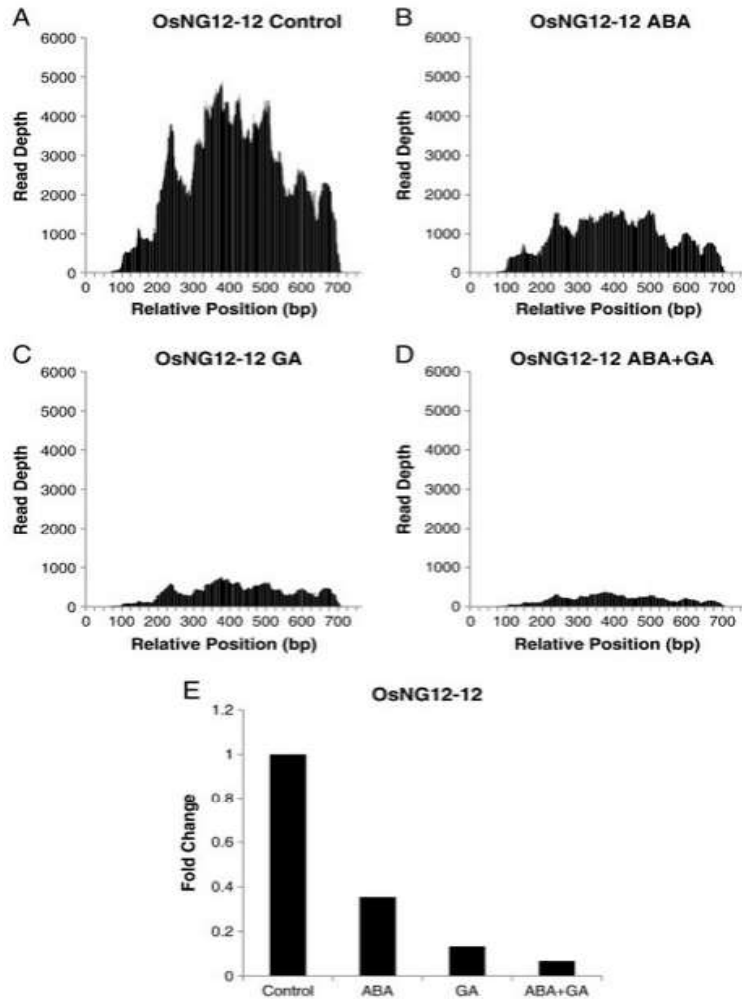 A
OsNG12-12 Control
6000
5000
4000
3000
2000
1000
0
Read Depth
0 100 200 300 400 500 600 700
Relative Position (bp)
B
OsNG12-12 ABA
6000
5000
4000
3000
2000
1000
0
Read Depth
0 100 200 300 400 500 600 700
Relative Position (bp)
C
OsNG12-12 GA
6000
5000
4000
3000
2000
1000
0
Read Depth
0 100 200 300 400 500 600 700
Relative Position (bp)
D
OsNG12-12 ABA+GA
6000
5000
4000
3000
2000
1000
0
Read Depth
0 100 200 300 400 500 600 700
Relative Position (bp)
E
OsNG12-12
1.2
1
0.8
0.6
0.4
0.2
0
Fold Change
Control ABA GA ABA+GA